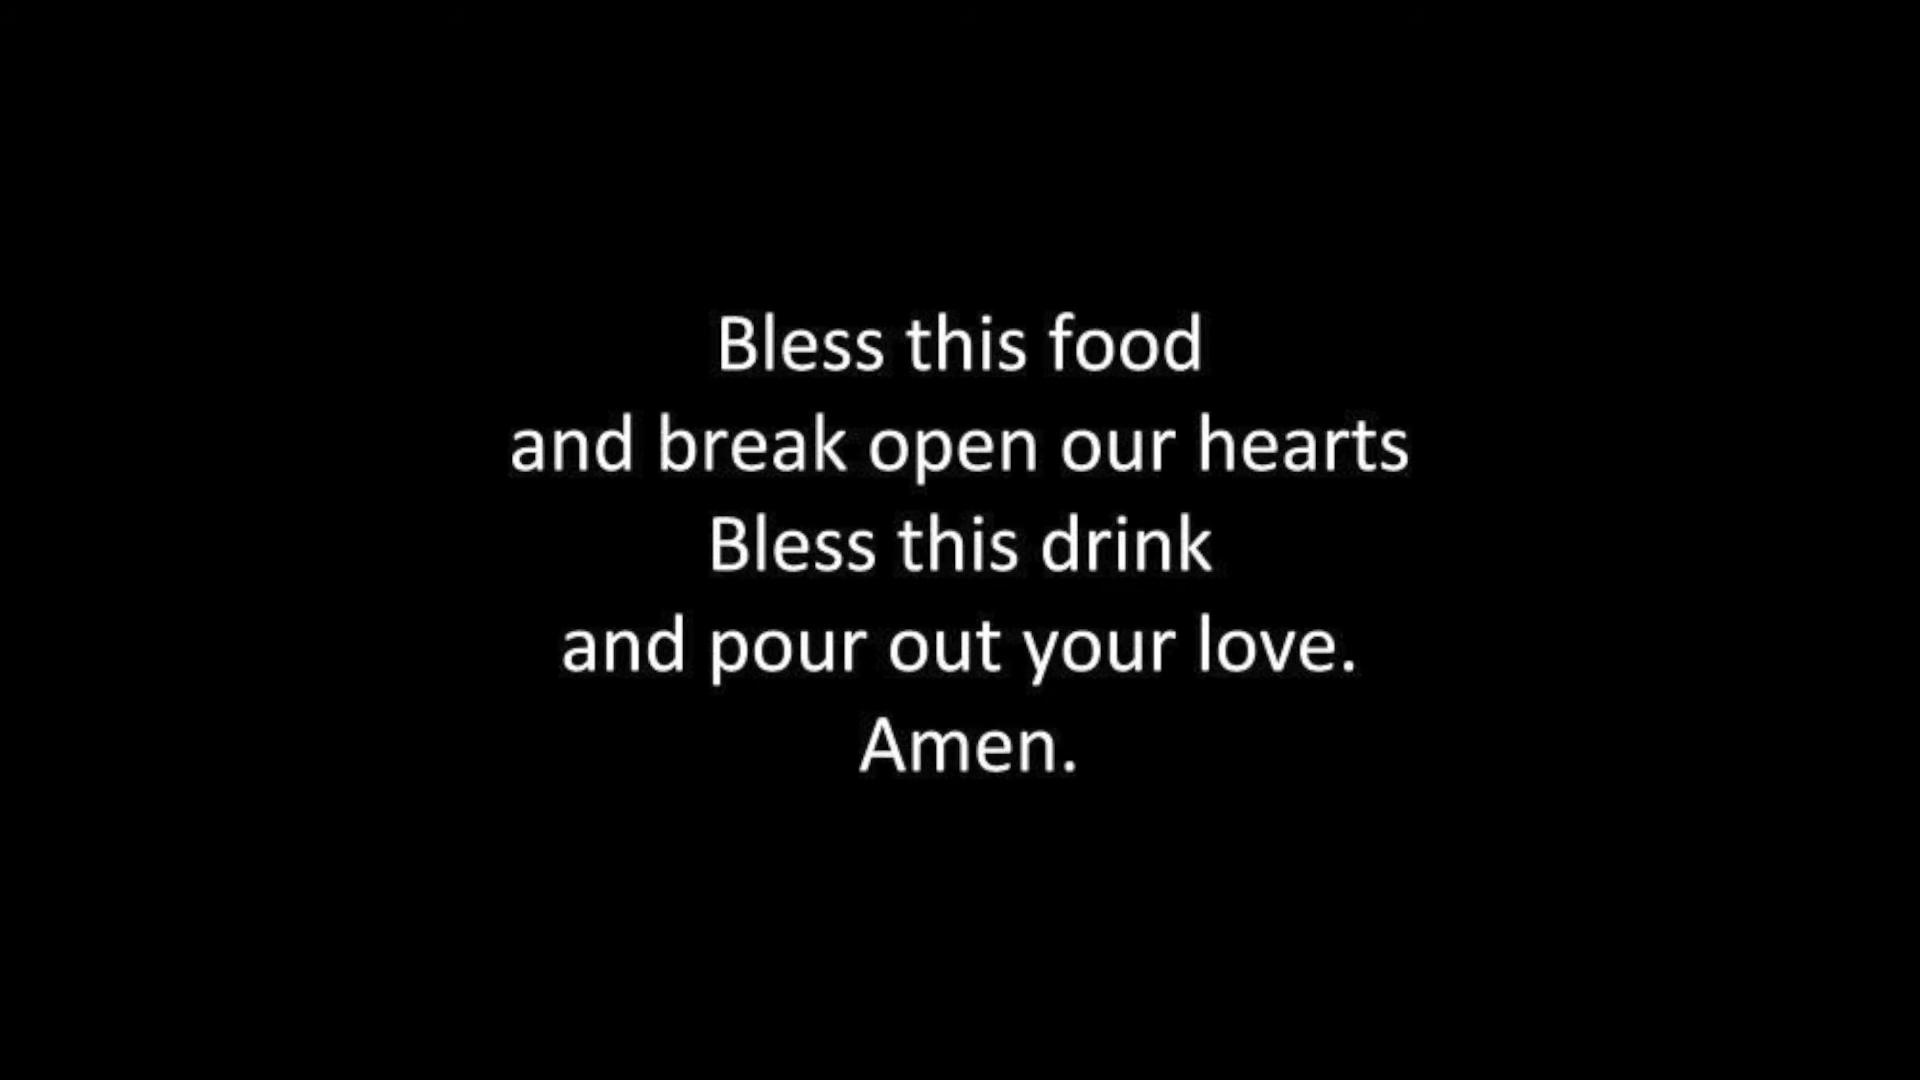 Bless this food
and break open our hearts
Bless this drink
and pour out your love.
Amen.